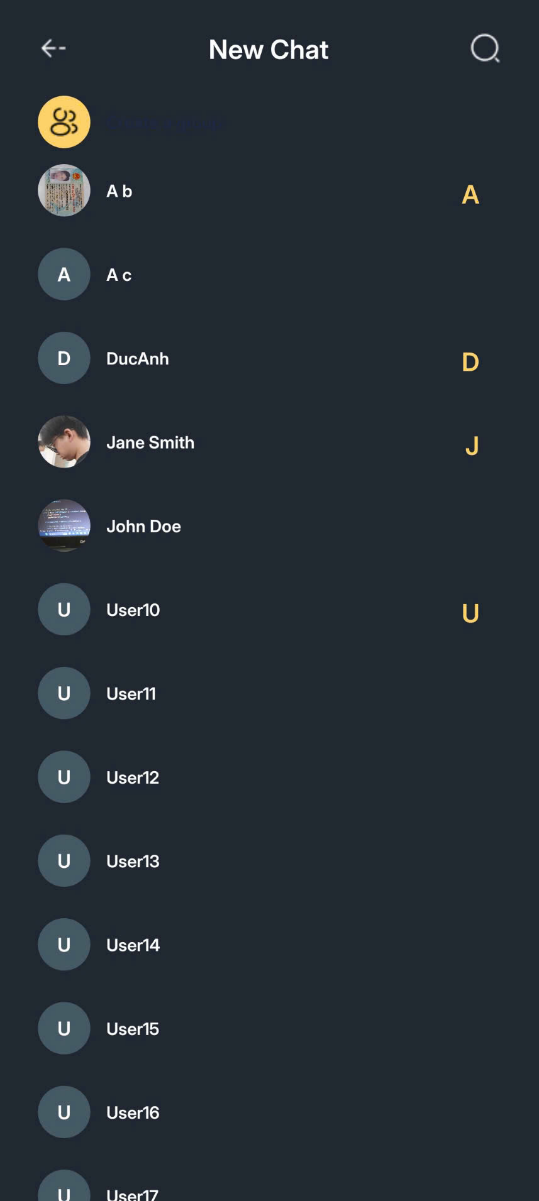 New Chat
A b
A
A
A c
D
DucAnh
D
Jane Smith
J
John Doe
U
User10
U
U
User11
U
User12
U
User13
U
User14
U
User15
U
User16
U
User17